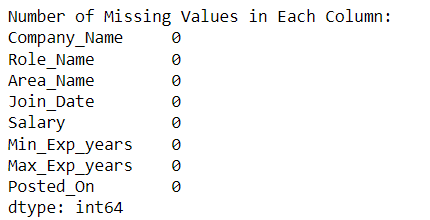 Number of Missing Values in Each Column:
Company_Name     0
Role_Name        0
Area_Name        0
Join_Date        0
Salary           0
Min_Exp_years    0
Max_Exp_years    0
Posted_On        0
dtype: int64